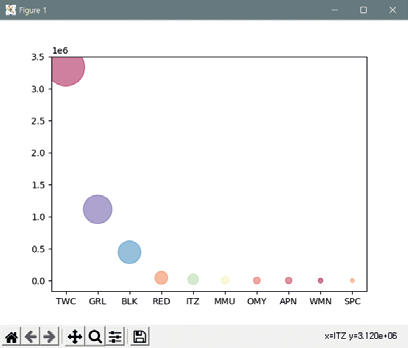 Figure 1
1e6
3.5
3.0
2.5
2.0
1.5
1.0
0.5
0.0
TWC GRL BLK RED ITZ MMU OMY APN WMN SPC
x=ITZ y=3.120e+06